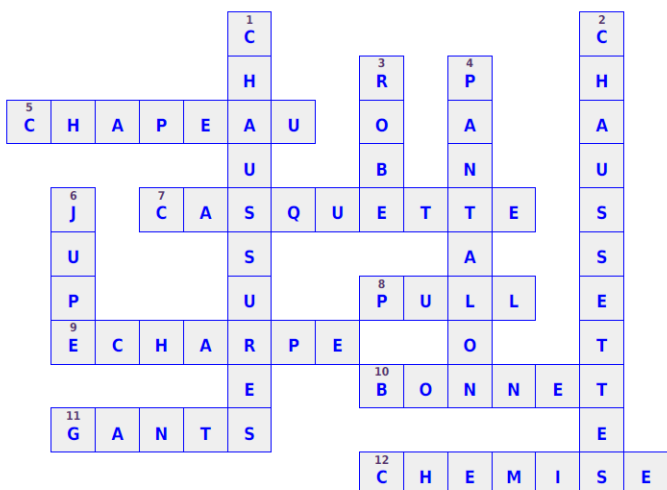 1 2
C C
3 4
H R P H
5
C H A P E A U O A A
U B N U
6 7
J C A S Q U E T T E S
U S A S
8
P U P U L L E
9
E C H A R P E O T
10
E B O N N E T
11
G A N T S E
12
C H E M I S E